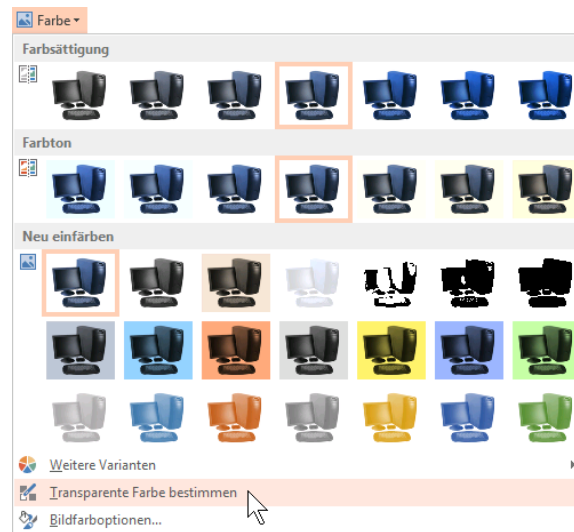 Farbe
Farbsättigung
Farbton
Neu einfärben
Weitere Varianten
Transparente Farbe bestimmen
Bildfarboptionen...